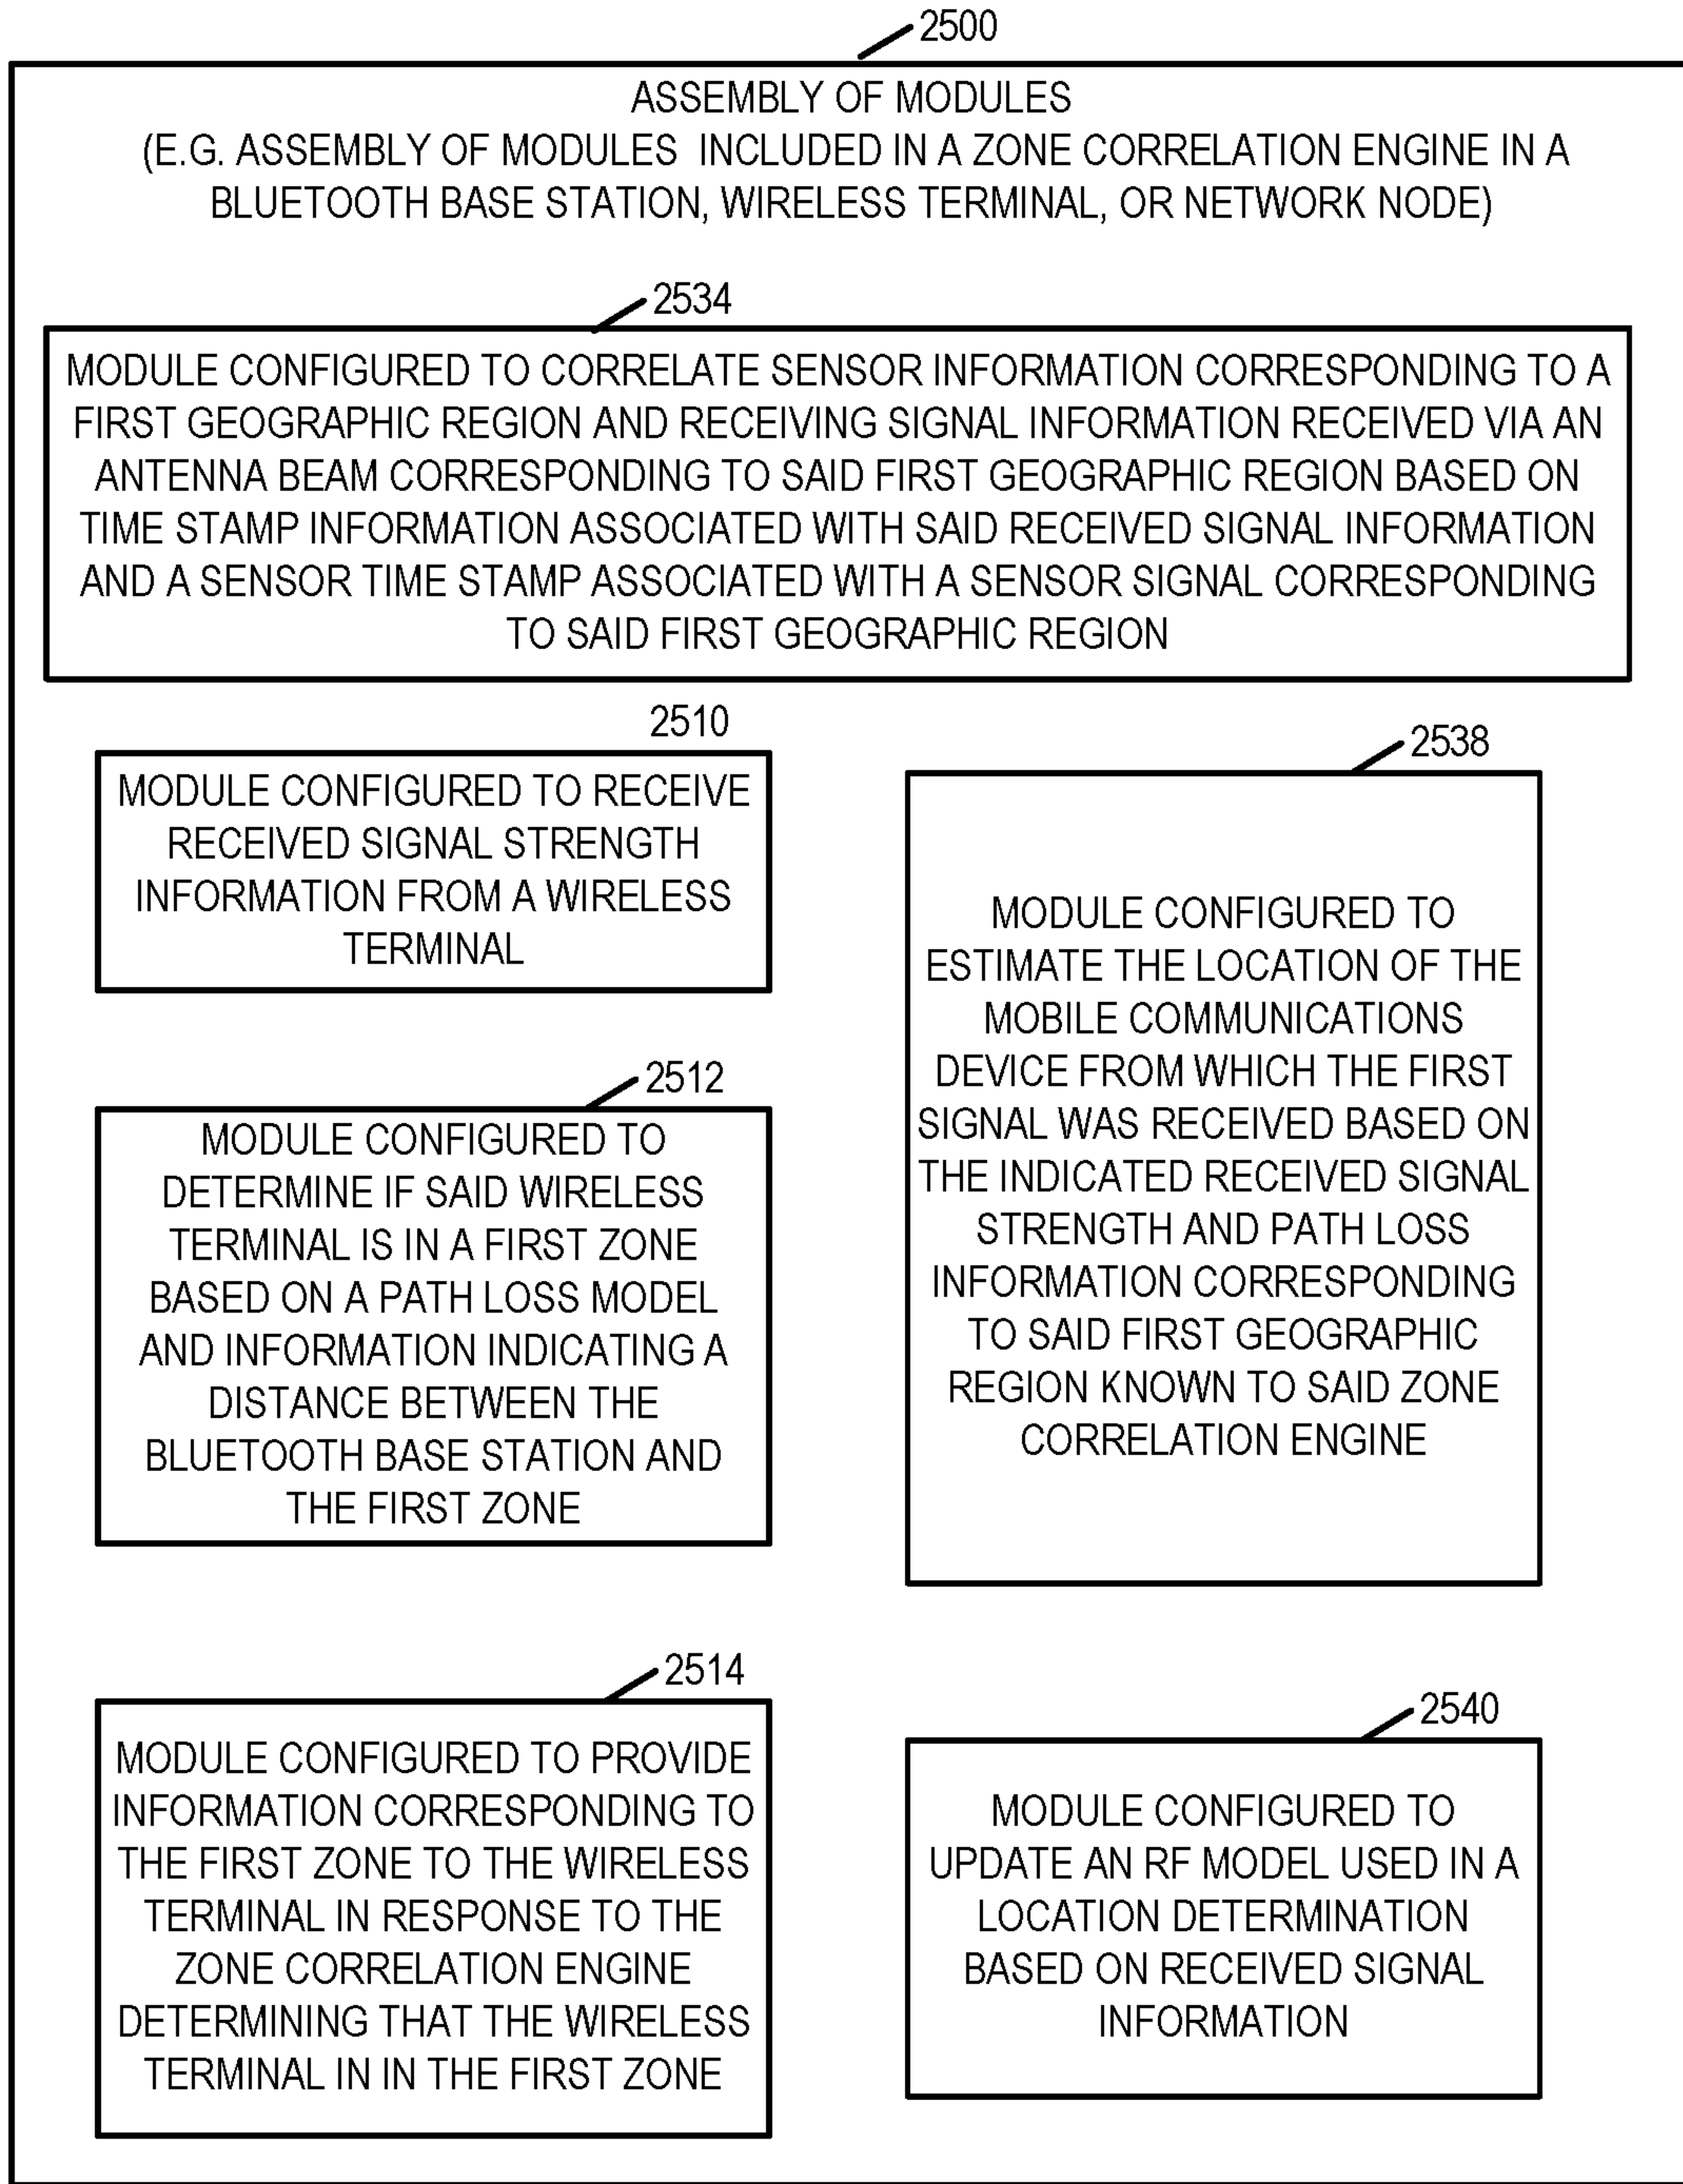 2500
ASSEMBLY OF MODULES
(E.G. ASSEMBLY OF MODULES INCLUDED IN A ZONE CORRELATION ENGINE IN A
BLUETOOTH BASE STATION, WIRELESS TERMINAL, OR NETWORK NODE)
2534
MODULE CONFIGURED TO CORRELATE SENSOR INFORMATION CORRESPONDING TO A
FIRST GEOGRAPHIC REGION AND RECEIVING SIGNAL INFORMATION RECEIVED VIA AN
ANTENNA BEAM CORRESPONDING TO SAID FIRST GEOGRAPHIC REGION BASED ON
TIME STAMP INFORMATION ASSOCIATED WITH SAID RECEIVED SIGNAL INFORMATION
AND A SENSOR TIME STAMP ASSOCIATED WITH A SENSOR SIGNAL CORRESPONDING
TO SAID FIRST GEOGRAPHIC REGION
2510
MODULE CONFIGURED TO RECEIVE
RECEIVED SIGNAL STRENGTH
INFORMATION FROM A WIRELESS
TERMINAL
2512
MODULE CONFIGURED TO
DETERMINE IF SAID WIRELESS
TERMINAL IS IN A FIRST ZONE
BASED ON A PATH LOSS MODEL
AND INFORMATION INDICATING A
DISTANCE BETWEEN THE
BLUETOOTH BASE STATION AND
THE FIRST ZONE
2514
MODULE CONFIGURED TO PROVIDE
INFORMATION CORRESPONDING TO
THE FIRST ZONE TO THE WIRELESS
TERMINAL IN RESPONSE TO THE
ZONE CORRELATION ENGINE
DETERMINING THAT THE WIRELESS
TERMINAL IN IN THE FIRST ZONE
2538
MODULE CONFIGURED TO
ESTIMATE THE LOCATION OF THE
MOBILE COMMUNICATIONS
DEVICE FROM WHICH THE FIRST
SIGNAL WAS RECEIVED BASED ON
THE INDICATED RECEIVED SIGNAL
STRENGTH AND PATH LOSS
INFORMATION CORRESPONDING
TO SAID FIRST GEOGRAPHIC
REGION KNOWN TO SAID ZONE
CORRELATION ENGINE
2540
MODULE CONFIGURED TO
UPDATE AN RF MODEL USED IN A
LOCATION DETERMINATION
BASED ON RECEIVED SIGNAL
INFORMATION